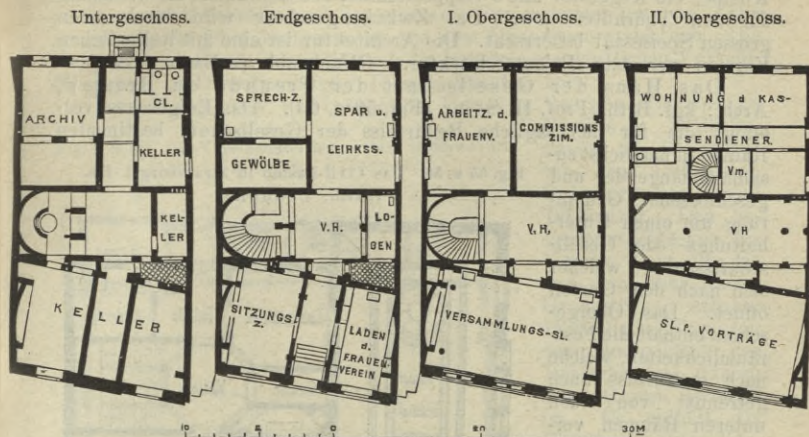 Untergeschoss. Erdgeschoss. I. Obergeschoss. II. Obergeschoss.
ARCHIV
CL.
KELLER
KEL-
LER
KELLER
SPRECH-Z.
SPAR u.
LEIHKSS.
GEWÖLBE
V.H.
LO-
GEN
SITZUNGS-
Z.
LADEN
d.
FRAUEN-
VEREIN
ARBEITZ. d.
FRAUENV.
COMMISSIONS
ZIM.
V.H.
VERSAMMLUNGS-SL.
WOHNUNG d KAS-
SENDIENER.
Vm.
V.H
SL. f. VORTRÄGE
10 5 0 20 30M